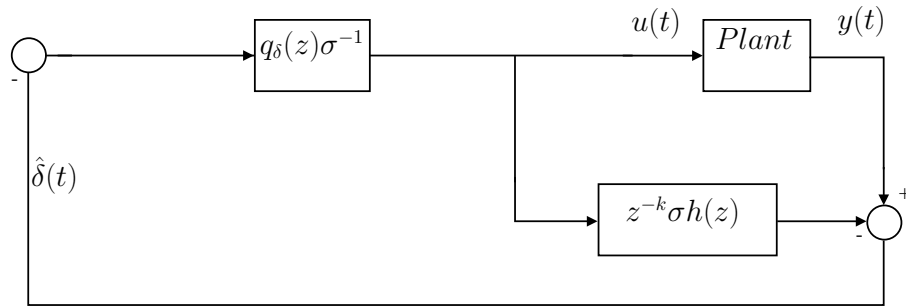 u(t)
y(t)
q_δ(z)σ^{-1}
Plant
-
δ̂(t)
+
z^{-k}σh(z)
-